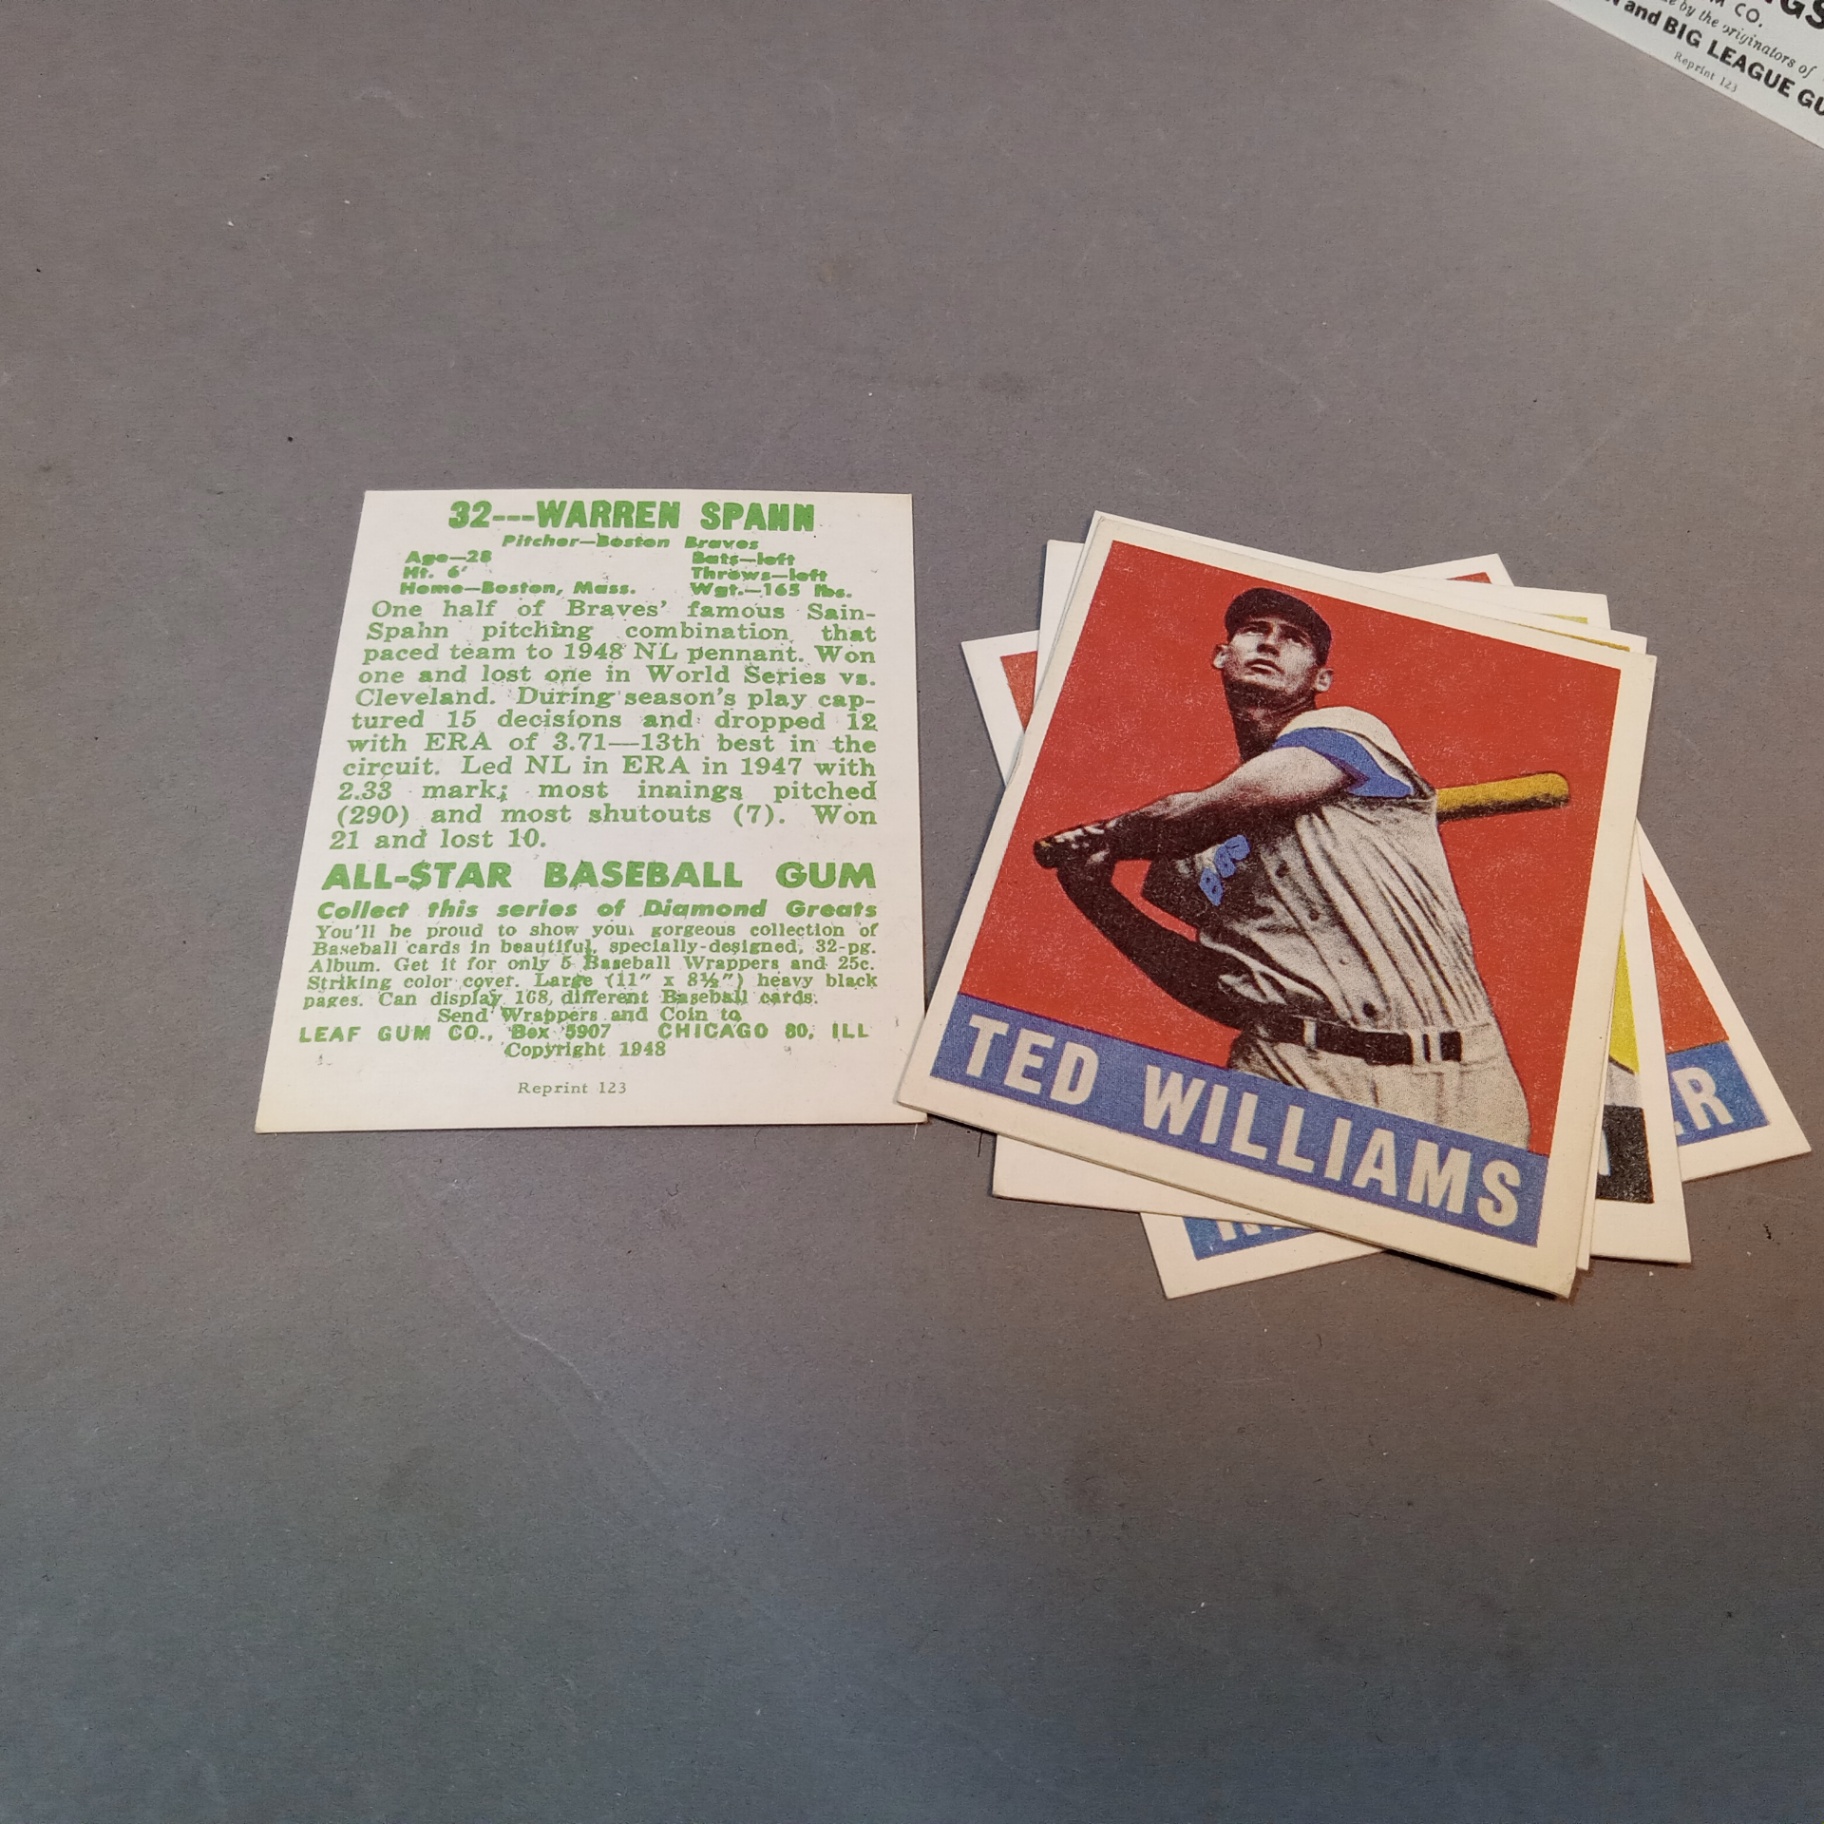 CO.
by the originators of
and BIG LEAGUE
Reprint 123
32---WARREN SPAHN
Pitcher—Boston Braves
Age—28 Bats—left
Ht. 6' Throws—left
Home—Boston, Mass. Wgt.—165 lbs.
One half of Braves' famous Sain-
Spahn pitching combination that
paced team to 1948 NL pennant. Won
one and lost one in World Series vs.
Cleveland. During season's play cap-
tured 15 decisions and dropped 12
with ERA of 3.71—13th best in the
circuit. Led NL in ERA in 1947 with
2.33 mark; most innings pitched
(290) and most shutouts (7). Won
21 and lost 10.
ALL-STAR BASEBALL GUM
Collect this series of Diamond Greats
You'll be proud to show your gorgeous collection of
Baseball cards in beautiful, specially-designed, 32-pg.
Album. Get it for only 5 Baseball Wrappers and 25c.
Striking color cover. Large (11" x 8½") heavy black
pages. Can display 168 different Baseball cards.
Send Wrappers and Coin to
LEAF GUM CO., Box 5907 CHICAGO 80, ILL
Copyright 1948
Reprint 123
TED WILLIAMS